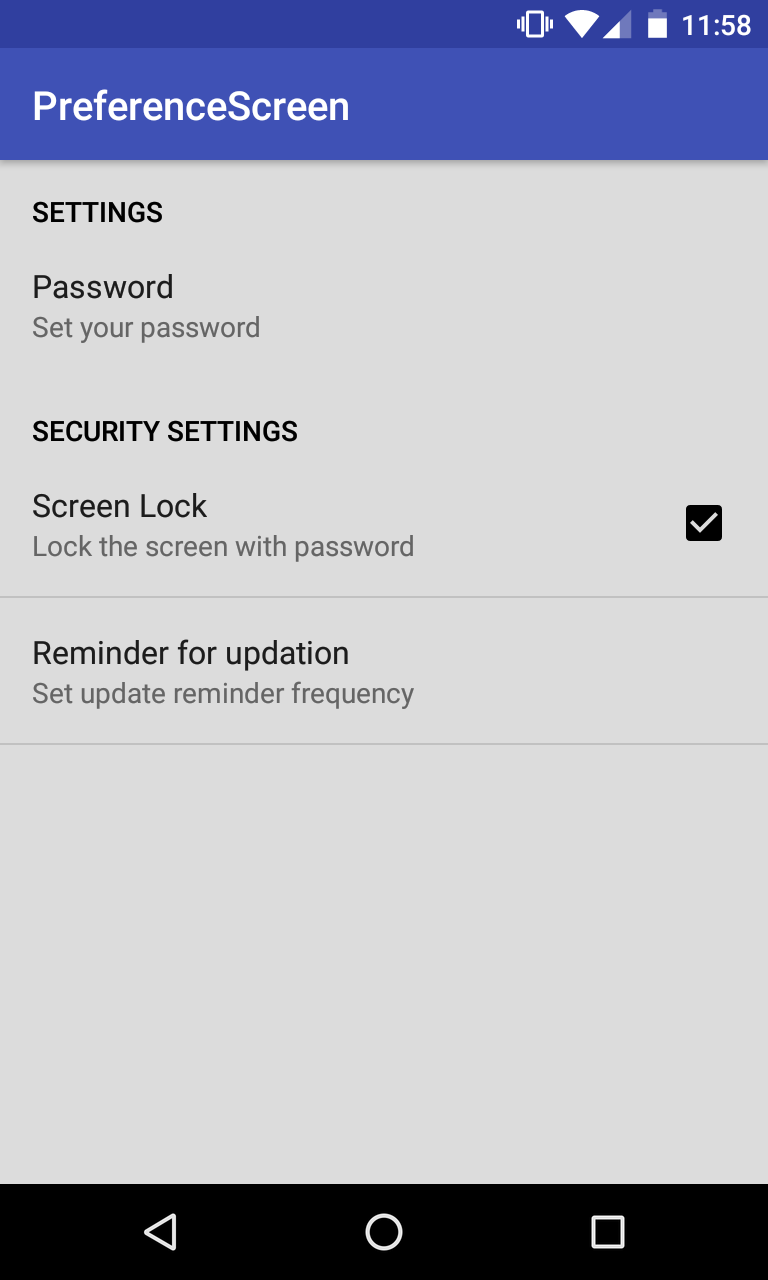 11:58
PreferenceScreen
SETTINGS
Password
Set your password
SECURITY SETTINGS
Screen Lock
Lock the screen with password
Reminder for updation
Set update reminder frequency